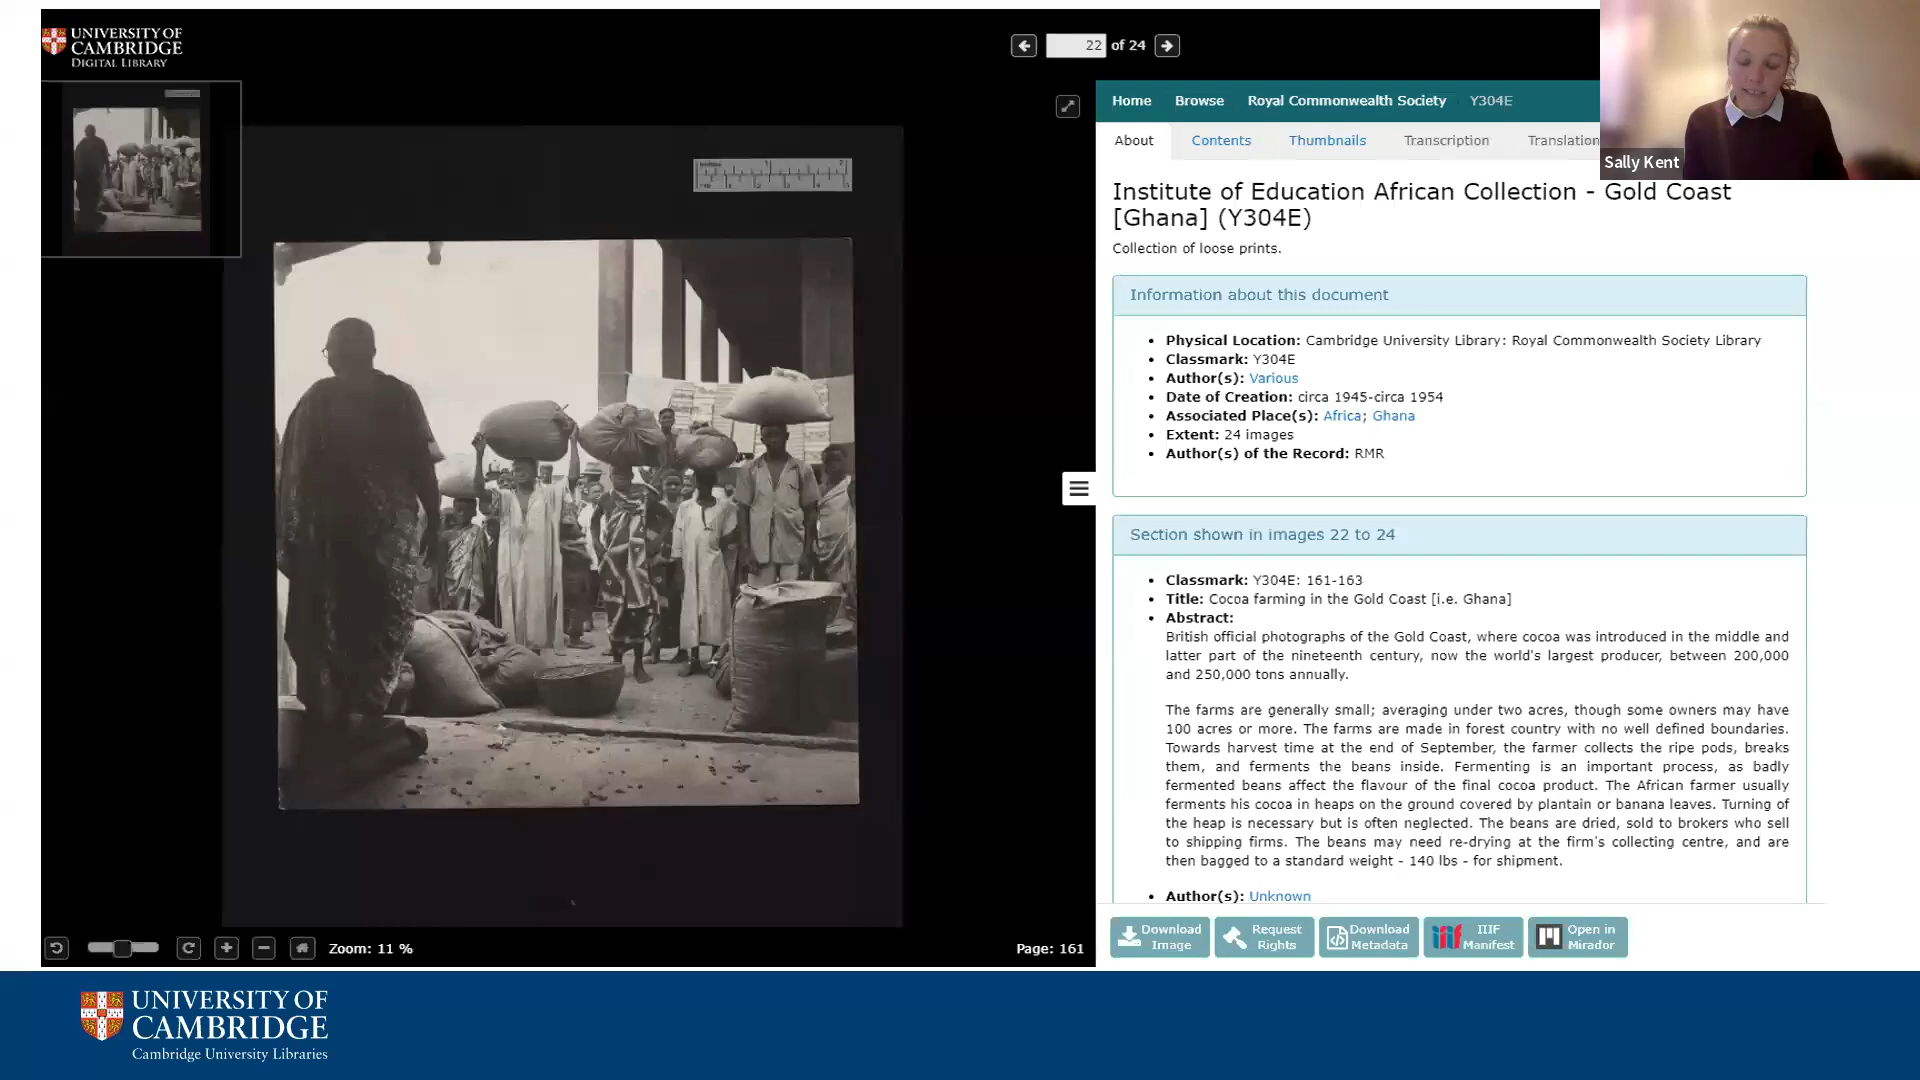 UNIVERSITY OF
CAMBRIDGE
DIGITAL LIBRARY
22 of 24
Home Browse Royal Commonwealth Society Y304E
About Contents Thumbnails Transcription Translation
Sally Kent
Institute of Education African Collection - Gold Coast
[Ghana] (Y304E)
Collection of loose prints.
Information about this document
• Physical Location: Cambridge University Library: Royal Commonwealth Society Library
• Classmark: Y304E
• Author(s): Various
• Date of Creation: circa 1945-circa 1954
• Associated Place(s): Africa; Ghana
• Extent: 24 images
• Author(s) of the Record: RMR
Section shown in images 22 to 24
• Classmark: Y304E: 161-163
• Title: Cocoa farming in the Gold Coast [i.e. Ghana]
• Abstract:
British official photographs of the Gold Coast, where cocoa was introduced in the middle and
latter part of the nineteenth century, now the world's largest producer, between 200,000
and 250,000 tons annually.
The farms are generally small; averaging under two acres, though some owners may have
100 acres or more. The farms are made in forest country with no well defined boundaries.
Towards harvest time at the end of September, the farmer collects the ripe pods, breaks
them, and ferments the beans inside. Fermenting is an important process, as badly
fermented beans affect the flavour of the final cocoa product. The African farmer usually
ferments his cocoa in heaps on the ground covered by plantain or banana leaves. Turning of
the heap is necessary but is often neglected. The beans are dried, sold to brokers who sell
to shipping firms. The beans may need re-drying at the firm's collecting centre, and are
then bagged to a standard weight - 140 lbs - for shipment.
• Author(s): Unknown
Download
Image
Request
Rights
Download
Metadata
IIIF
Manifest
Open in
Mirador
Zoom: 11 %
Page: 161
UNIVERSITY OF
CAMBRIDGE
Cambridge University Libraries